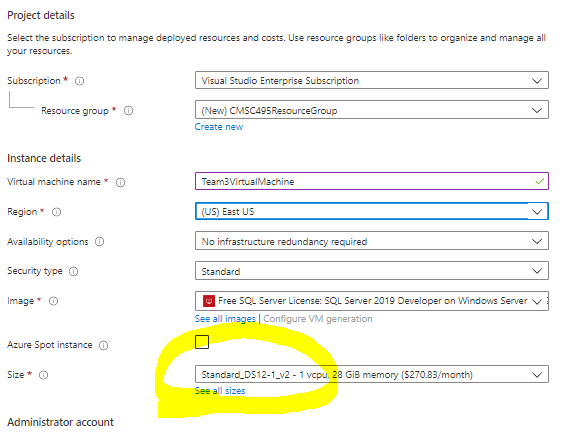 Project details
Select the subscription to manage deployed resources and costs. Use resource groups like folders to organize and manage all
your resources.
Subscription *
Visual Studio Enterprise Subscription
Resource group *
(New) CMSC495ResourceGroup
Create new
Instance details
Virtual machine name *
Team3VirtualMachine
Region *
(US) East US
Availability options
No infrastructure redundancy required
Security type
Standard
Image *
Free SQL Server License: SQL Server 2019 Developer on Windows Server
See all images | Configure VM generation
Azure Spot instance
Size *
Standard_DS12-1_v2 - 1 vcpu, 28 GiB memory ($270.83/month)
See all sizes
Administrator account